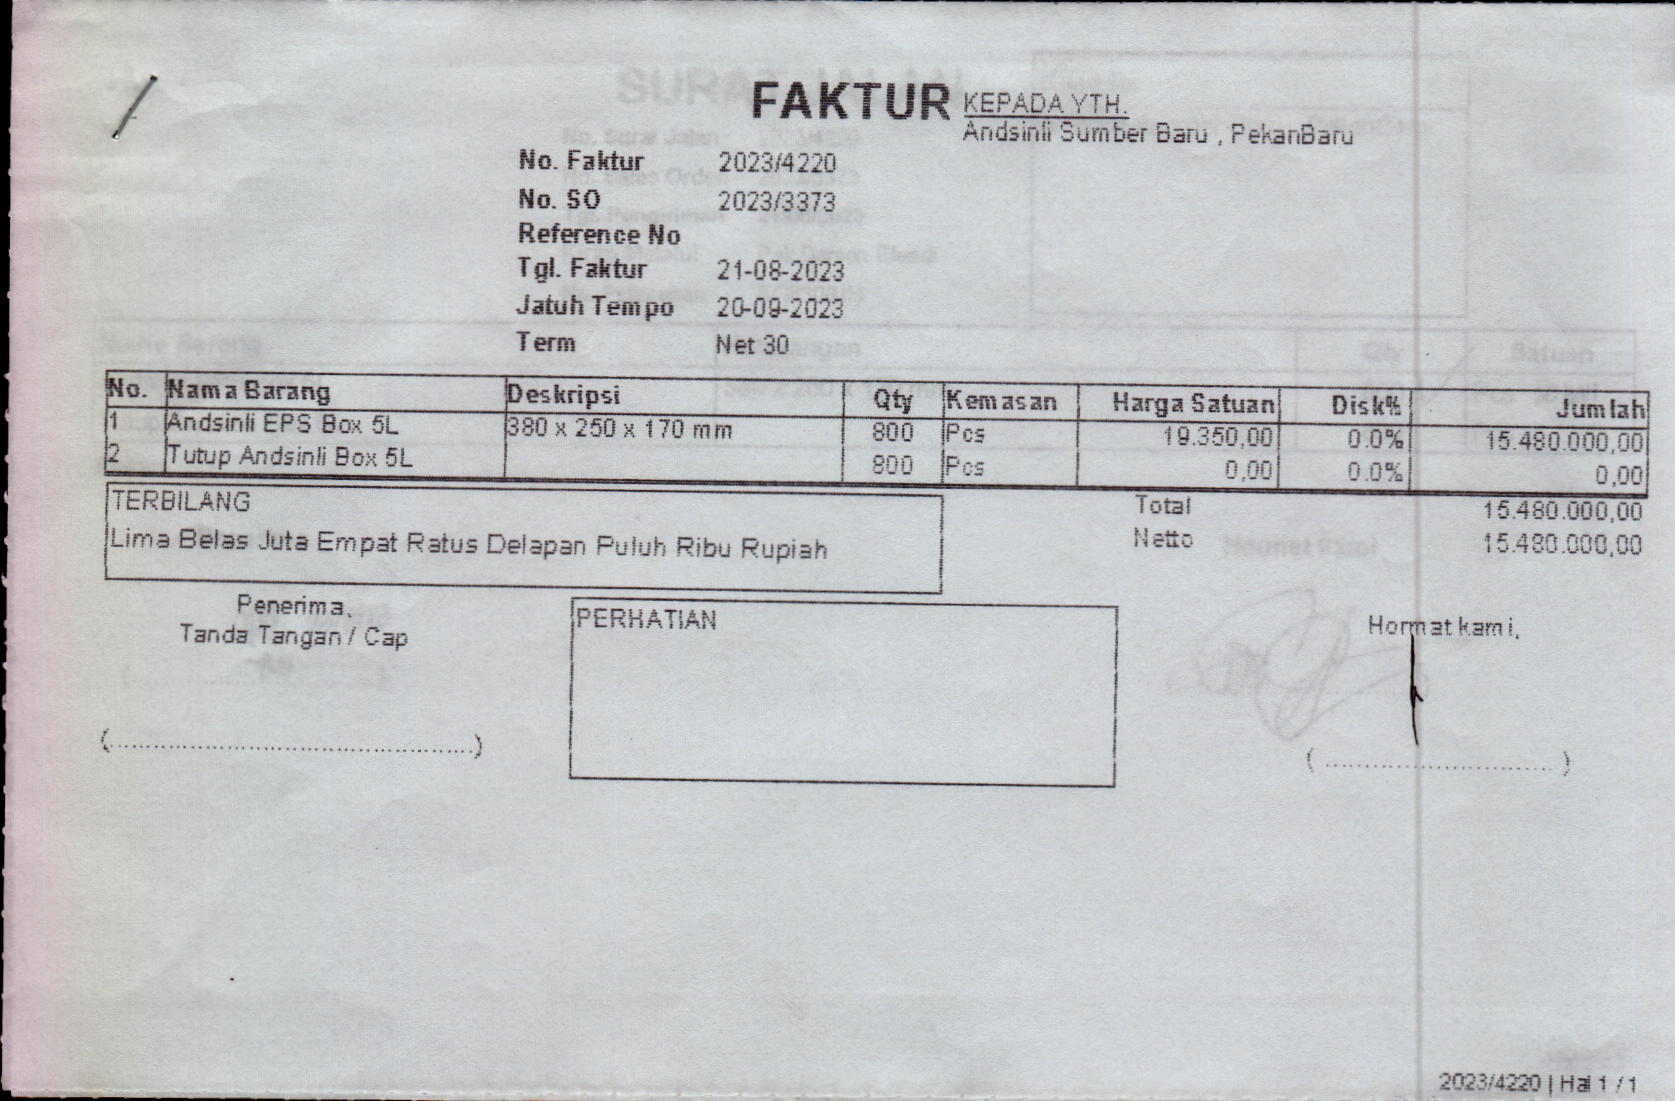 FAKTUR
KEPADA YTH.
Andsinli Sumber Baru , PekanBaru
No. Faktur 2023/4220
No. SO 2023/3373
Reference No
Tgl. Faktur 21-08-2023
Jatuh Tempo 20-09-2023
Term Net 30
No. Nama Barang Deskripsi Qty Kemasan Harga Satuan Disk% Jumlah
1 Andsinli EPS Box 5L 380 x 250 x 170 mm 800 Pcs 19.350,00 0.0% 15.480.000,00
2 Tutup Andsinli Box 5L 800 Pcs 0,00 0.0% 0,00
TERBILANG
Lima Belas Juta Empat Ratus Delapan Puluh Ribu Rupiah
Total 15.480.000,00
Netto 15.480.000,00
Penerima,
Tanda Tangan / Cap
PERHATIAN
Hormat kami,
(................................................)
( .............................. )
2023/4220 | Hal 1 / 1